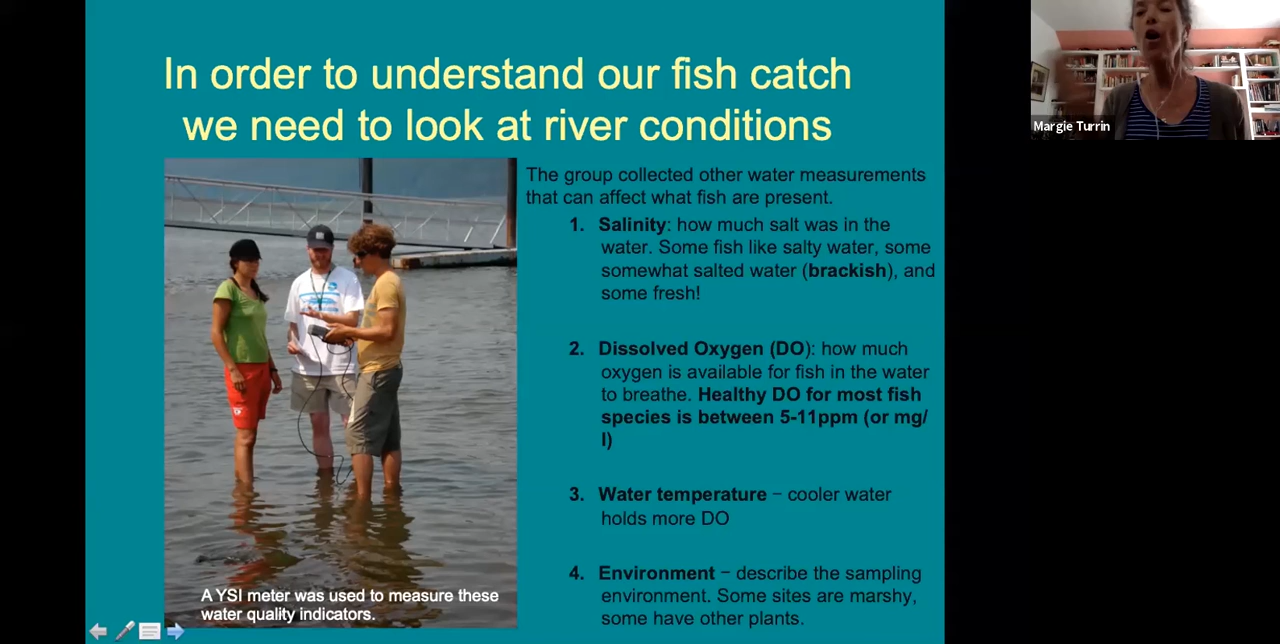 In order to understand our fish catch
we need to look at river conditions
The group collected other water measurements
that can affect what fish are present.
1. Salinity: how much salt was in the
water. Some fish like salty water, some
somewhat salted water (brackish), and
some fresh!
2. Dissolved Oxygen (DO): how much
oxygen is available for fish in the water
to breathe. Healthy DO for most fish
species is between 5-11ppm (or mg/
l)
3. Water temperature – cooler water
holds more DO
4. Environment – describe the sampling
environment. Some sites are marshy,
some have other plants.
A YSI meter was used to measure these
water quality indicators.
Margie Turrin